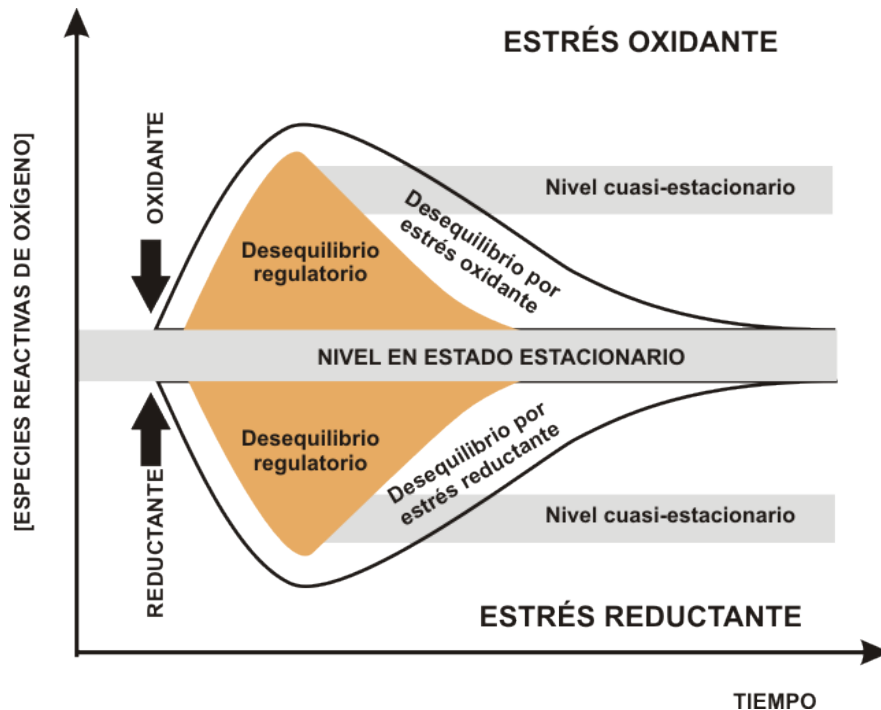 ESTRÉS OXIDANTE
[ESPECIES REACTIVAS DE OXÍGENO]
OXIDANTE
Nivel cuasi-estacionario
Desequilibrio por
estrés oxidante
Desequilibrio
regulatorio
NIVEL EN ESTADO ESTACIONARIO
Desequilibrio
regulatorio
Desequilibrio por
estrés reductante
REDUCTANTE
Nivel cuasi-estacionario
ESTRÉS REDUCTANTE
TIEMPO